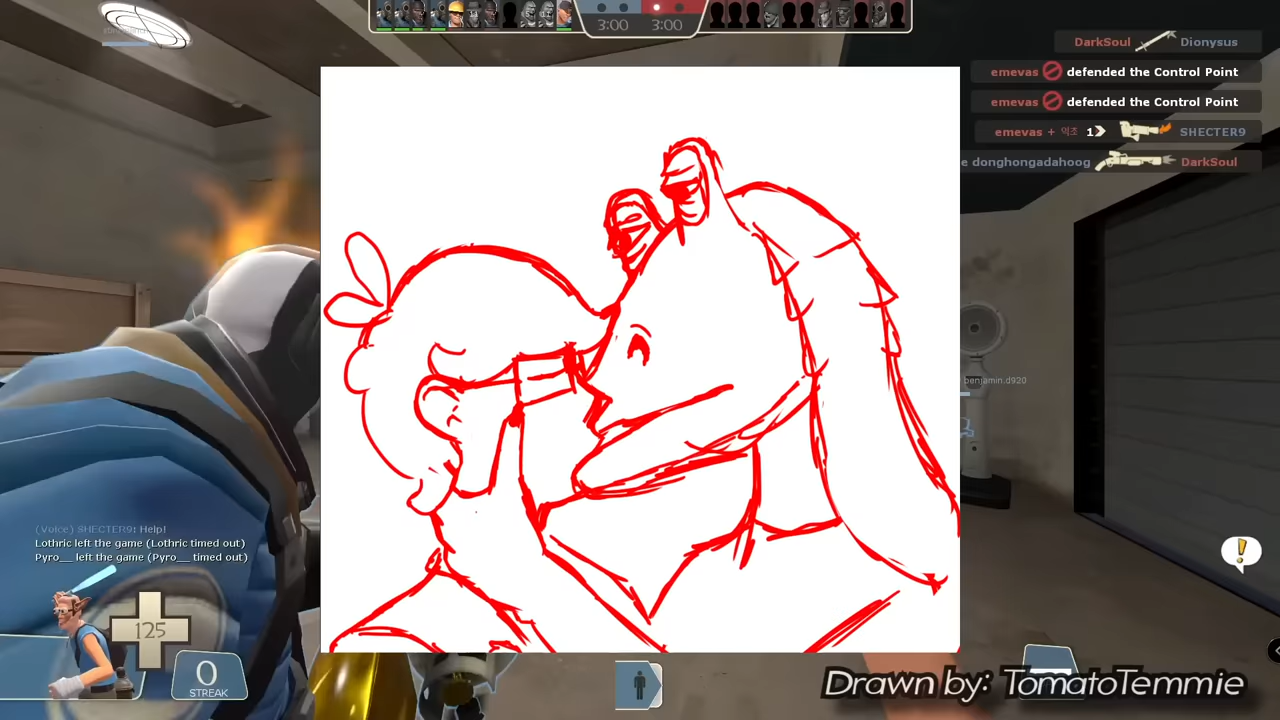 3:00 3:00
DarkSoul Dionysus
emevas defended the Control Point
emevas defended the Control Point
emevas + 익조 1 SHECTER9
e donghongadahoog DarkSoul
benjamin.d920
(Voice) SHECTER9: Help!
Lothric left the game (Lothric timed out)
Pyro__ left the game (Pyro__ timed out)
125
0
STREAK
Drawn by: TomatoTemmie